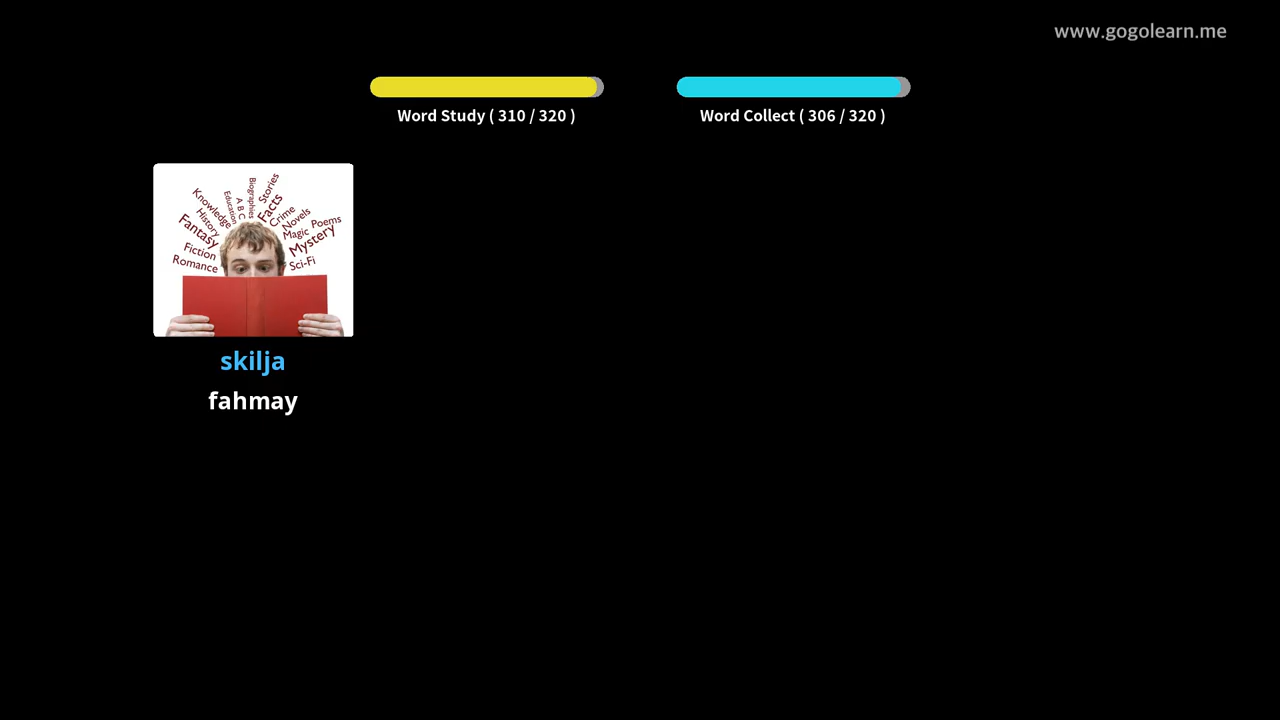 www.gogolearn.me
Word Study ( 310 / 320 )
Word Collect ( 306 / 320 )
Knowledge
History
Fantasy
Fiction
Romance
Education
A B C
Biographies
Stories
Facts
Crime
Novels
Magic
Poems
Mystery
Sci-Fi
skilja
fahmay